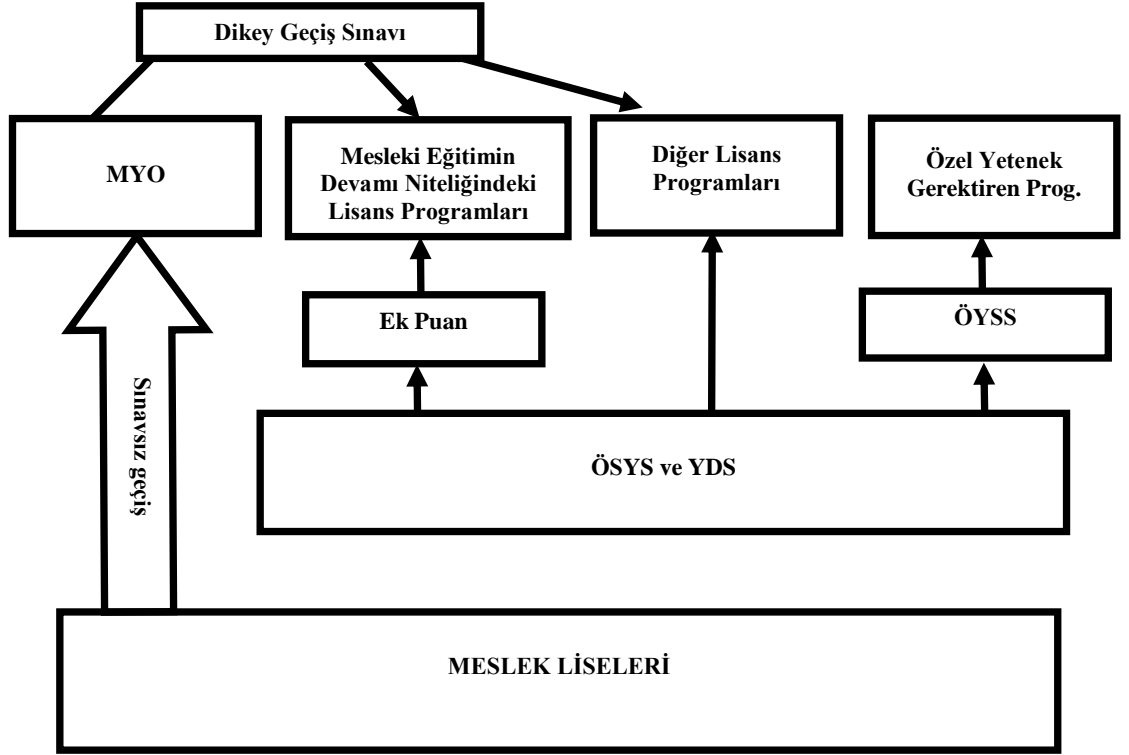 Dikey Geçiş Sınavı
MYO
Mesleki Eğitimin
Devamı Niteliğindeki
Lisans Programları
Diğer Lisans
Programları
Özel Yetenek
Gerektiren Prog.
Ek Puan
ÖYSS
Sınavsız geçiş
ÖSYS ve YDS
MESLEK LİSELERİ